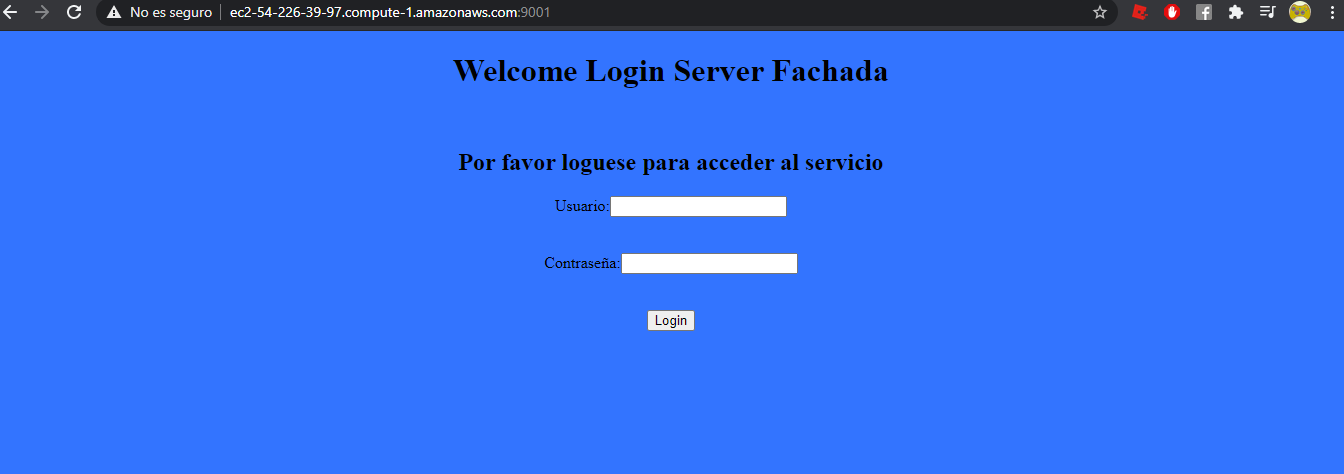 No es seguro ec2-54-226-39-97.compute-1.amazonaws.com:9001
Welcome Login Server Fachada
Por favor loguese para acceder al servicio
Usuario:
Contraseña:
Login